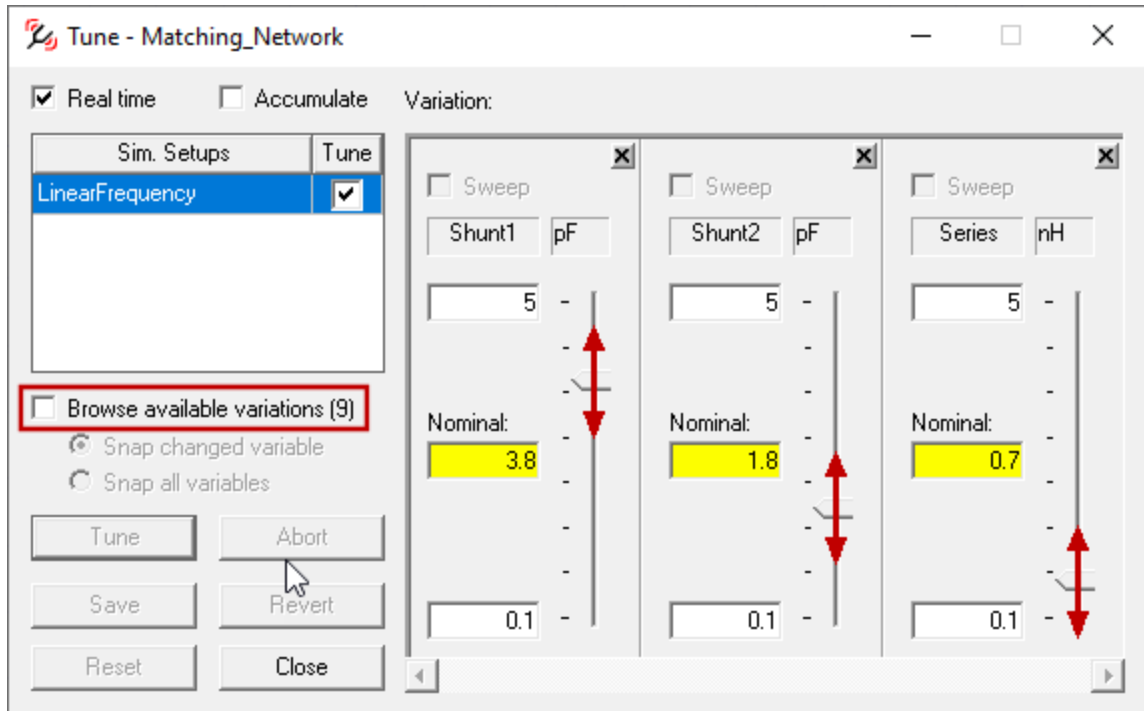 Tune - Matching_Network
Real time Accumulate Variation:
Sim. Setups Tune
LinearFrequency
Browse available variations (9)
Snap changed variable
Snap all variables
Tune Abort
Save Revert
Reset Close
Sweep
Shunt1 pF
5
Nominal:
3.8
0.1
Sweep
Shunt2 pF
5
Nominal:
1.8
0.1
Sweep
Series nH
5
Nominal:
0.7
0.1